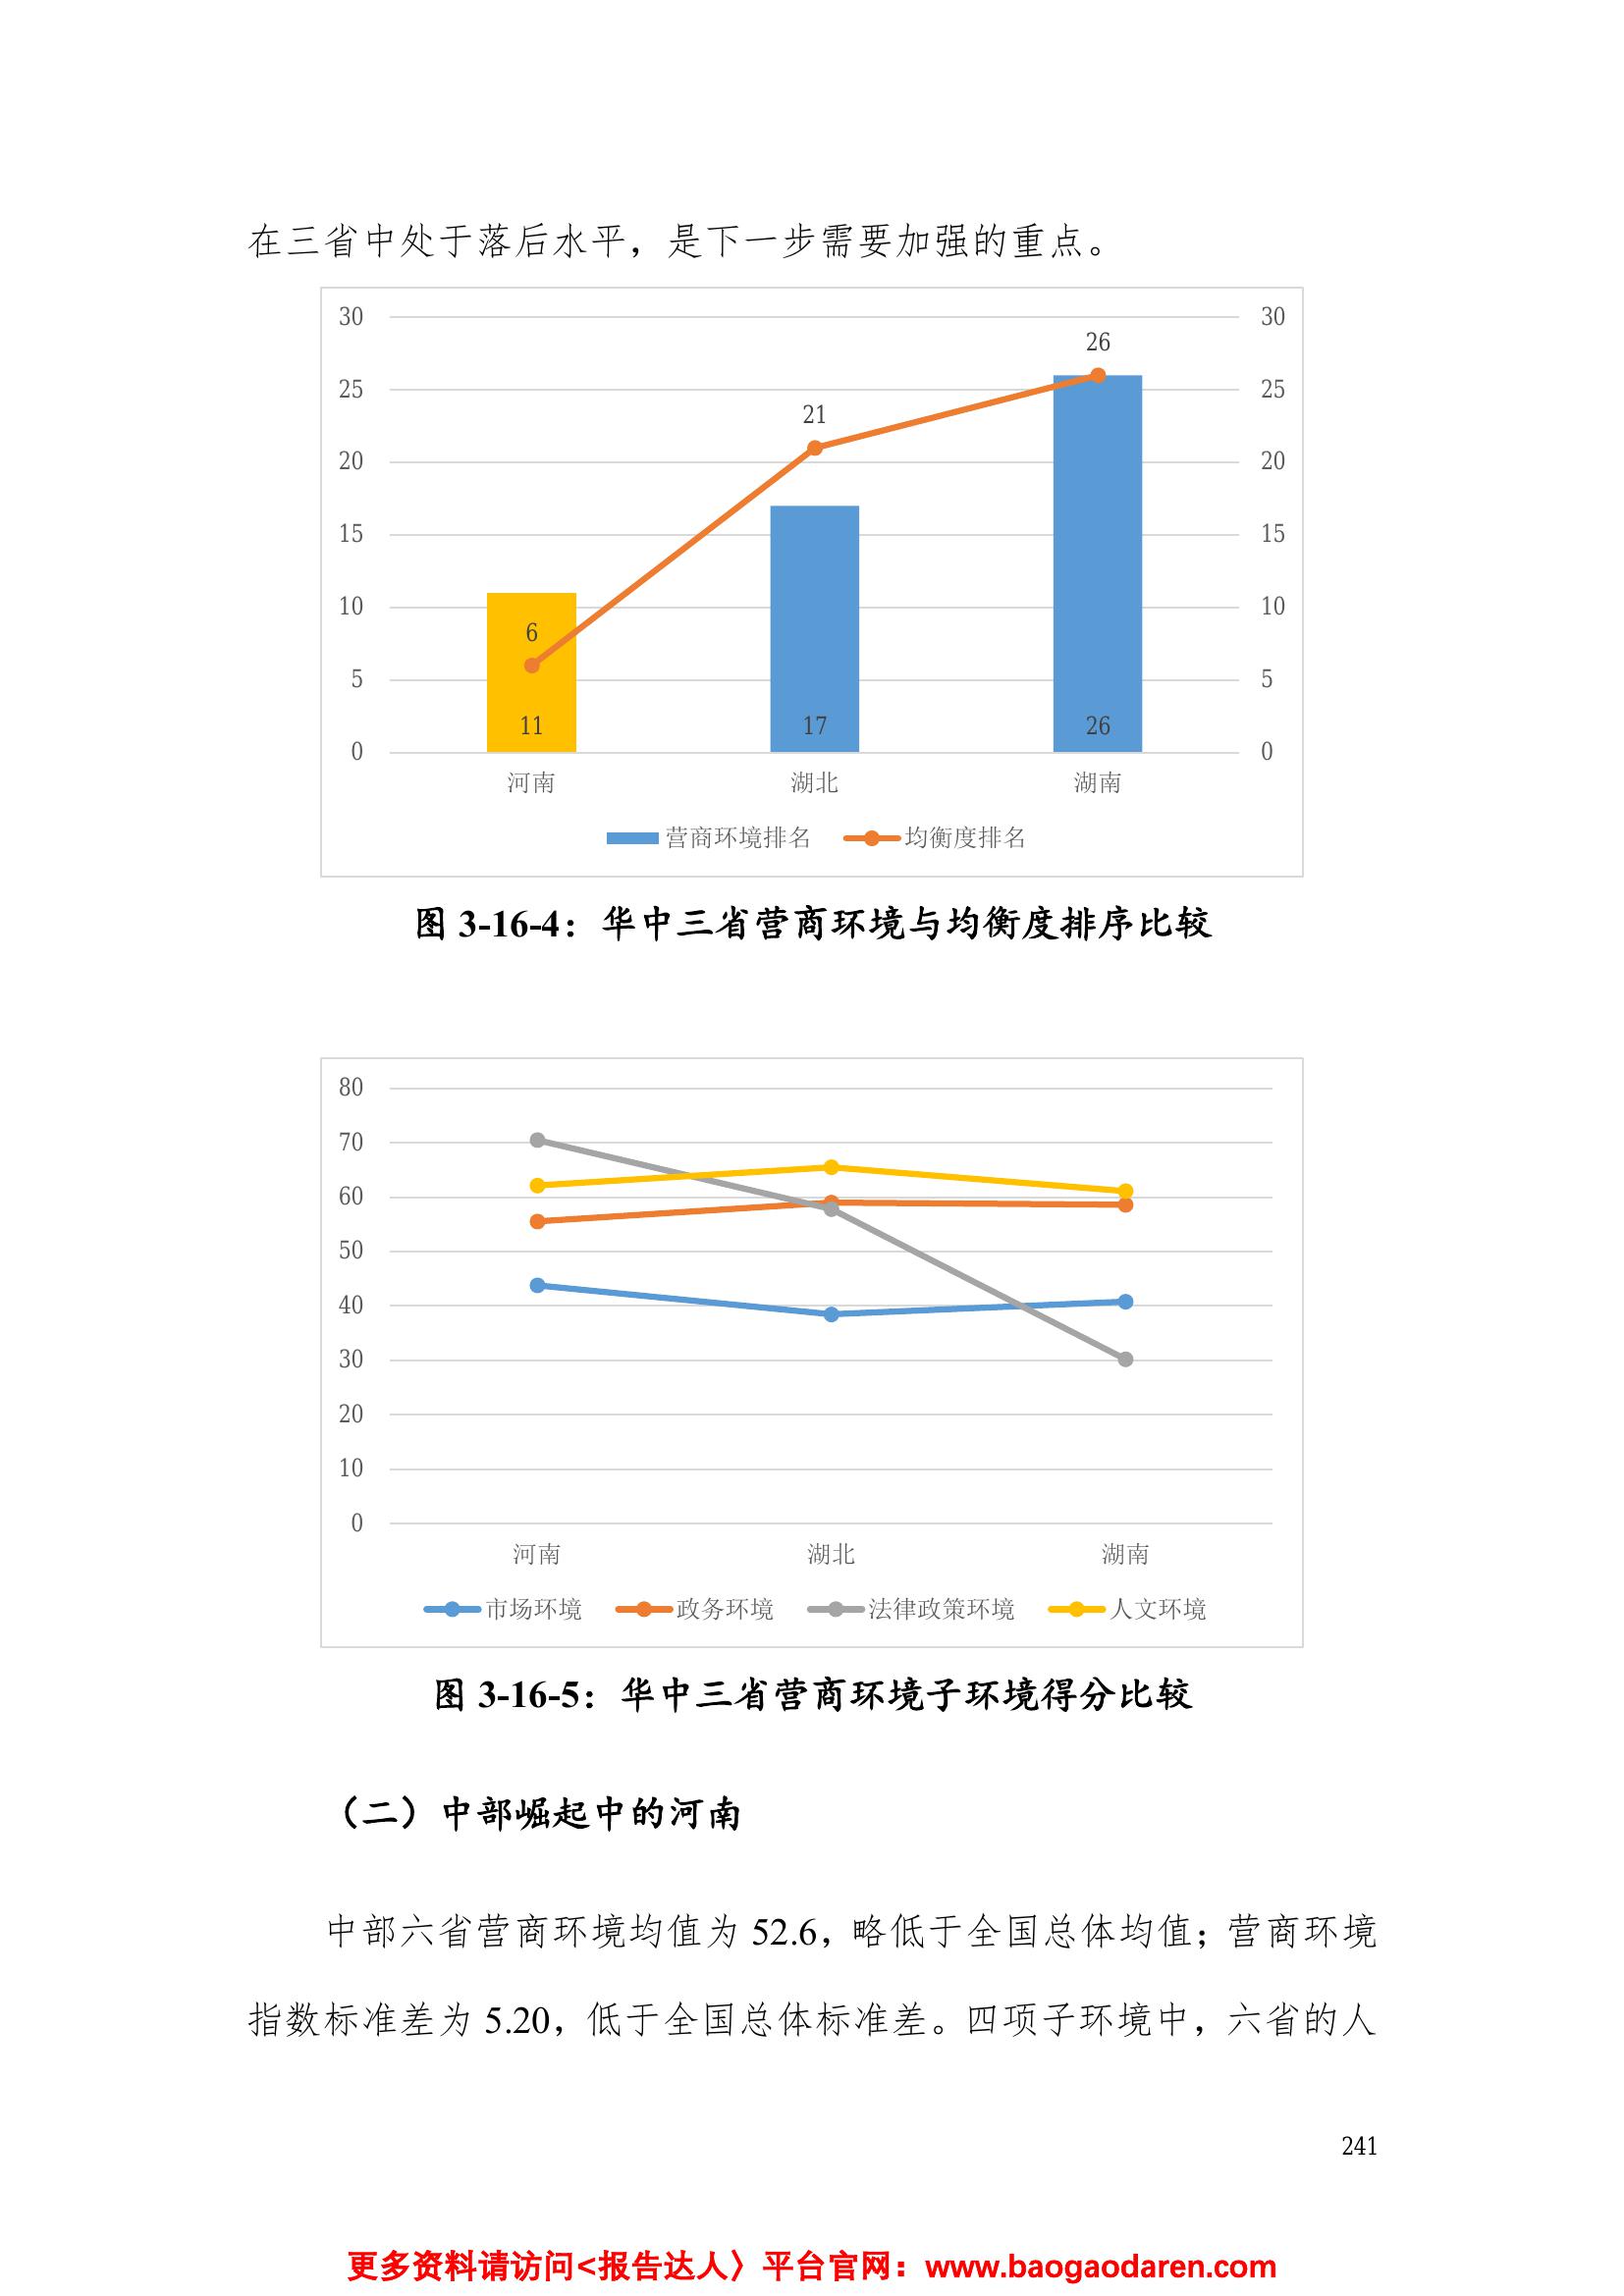 在三省中处于落后水平，是下一步需要加强的重点。
30 30
26
25 25
21
20 20
15 15
10 10
6
5 5
11 17 26
0 0
河南 湖北 湖南
营商环境排名 均衡度排名
图 3-16-4：华中三省营商环境与均衡度排序比较
80
70
60
50
40
30
20
10
0
河南 湖北 湖南
市场环境 政务环境 法律政策环境 人文环境
图 3-16-5：华中三省营商环境子环境得分比较
（二）中部崛起中的河南
中部六省营商环境均值为 52.6，略低于全国总体均值；营商环境
指数标准差为 5.20，低于全国总体标准差。四项子环境中，六省的人
241
更多资料请访问<报告达人〉平台官网：www.baogaodaren.com